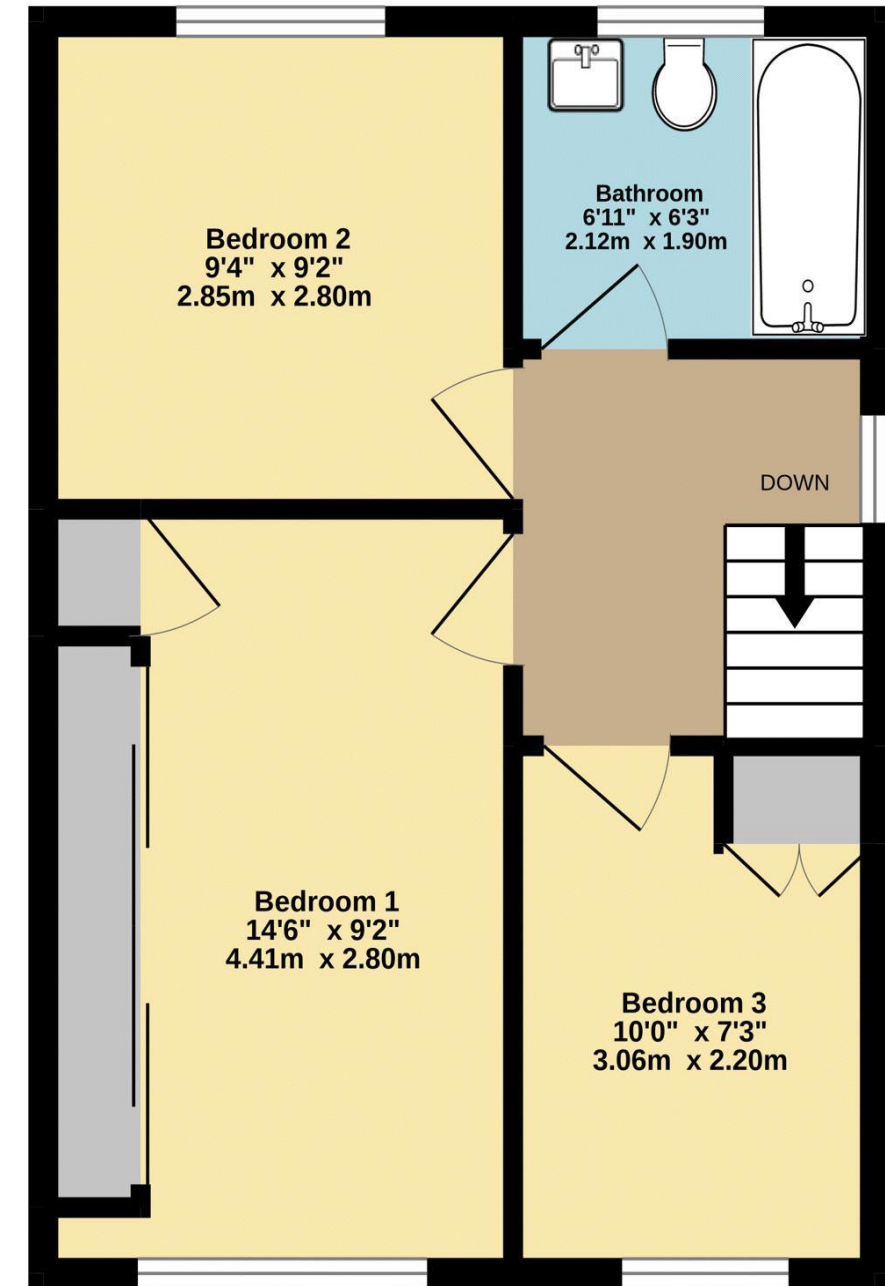 Bathroom
6'11" x 6'3"
2.12m x 1.90m
Bedroom 2
9'4" x 9'2"
2.85m x 2.80m
DOWN
Bedroom 1
14'6" x 9'2"
4.41m x 2.80m
Bedroom 3
10'0" x 7'3"
3.06m x 2.20m